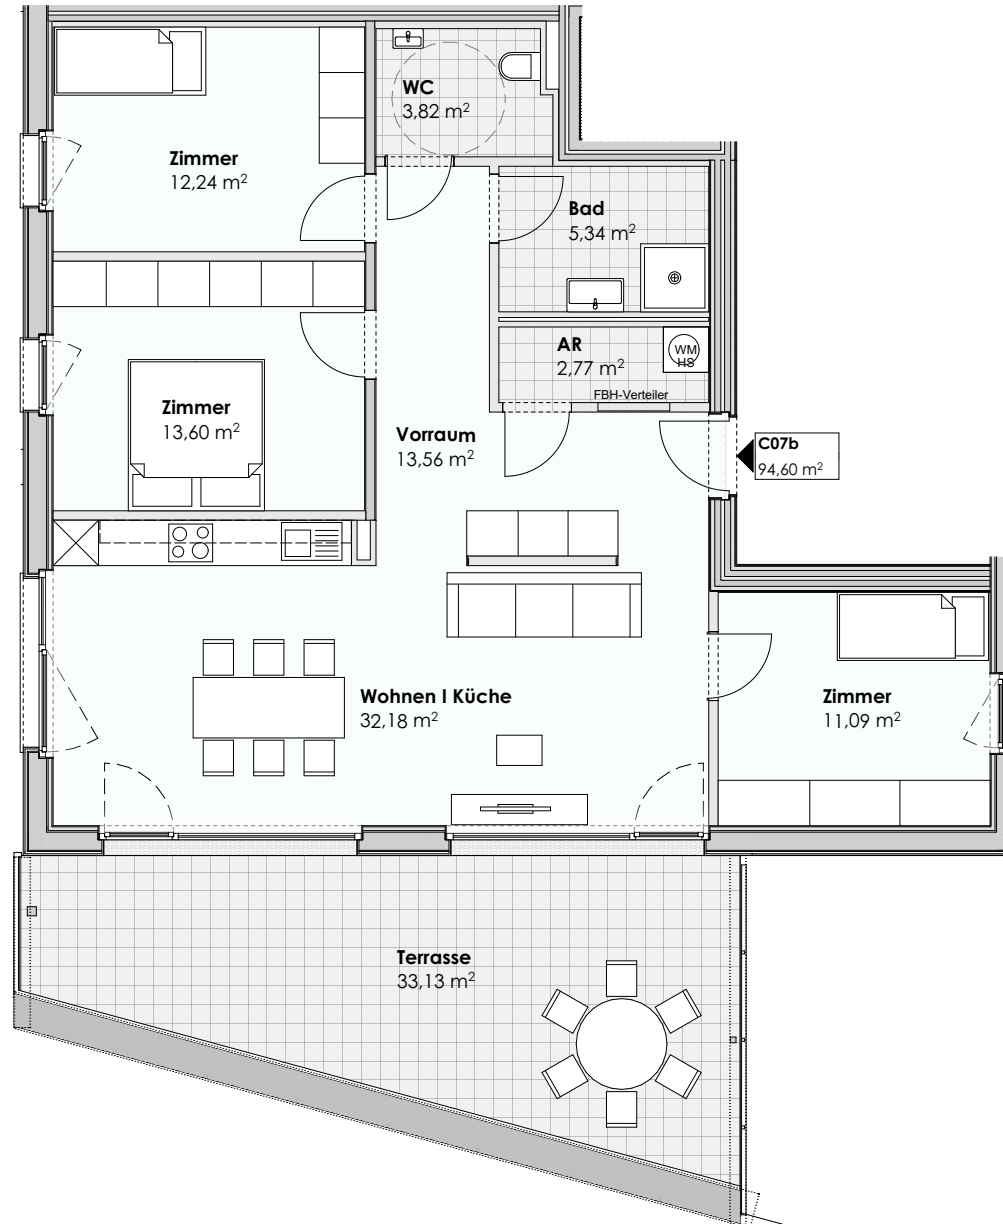 WC
3,82 m²
Zimmer
12,24 m²
Bad
5,34 m²
AR
2,77 m²
WM
HS
FBH-Verteiler
Zimmer
13,60 m²
Vorraum
13,56 m²
C07b
94,60 m²
Wohnen I Küche
32,18 m²
Zimmer
11,09 m²
Terrasse
33,13 m²